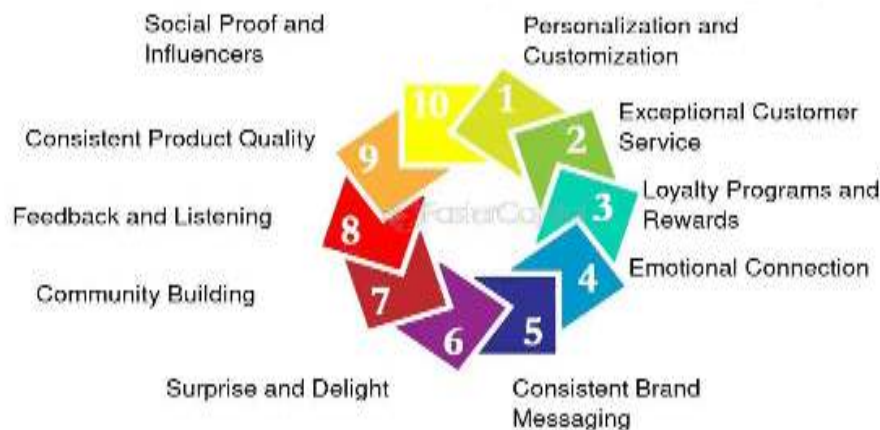 Personalization and
Customization
1
Exceptional Customer
Service
2
Loyalty Programs and
Rewards
3
Emotional Connection
4
Consistent Brand
Messaging
5
Surprise and Delight
6
Community Building
7
Feedback and Listening
8
Consistent Product Quality
9
Social Proof and
Influencers
10